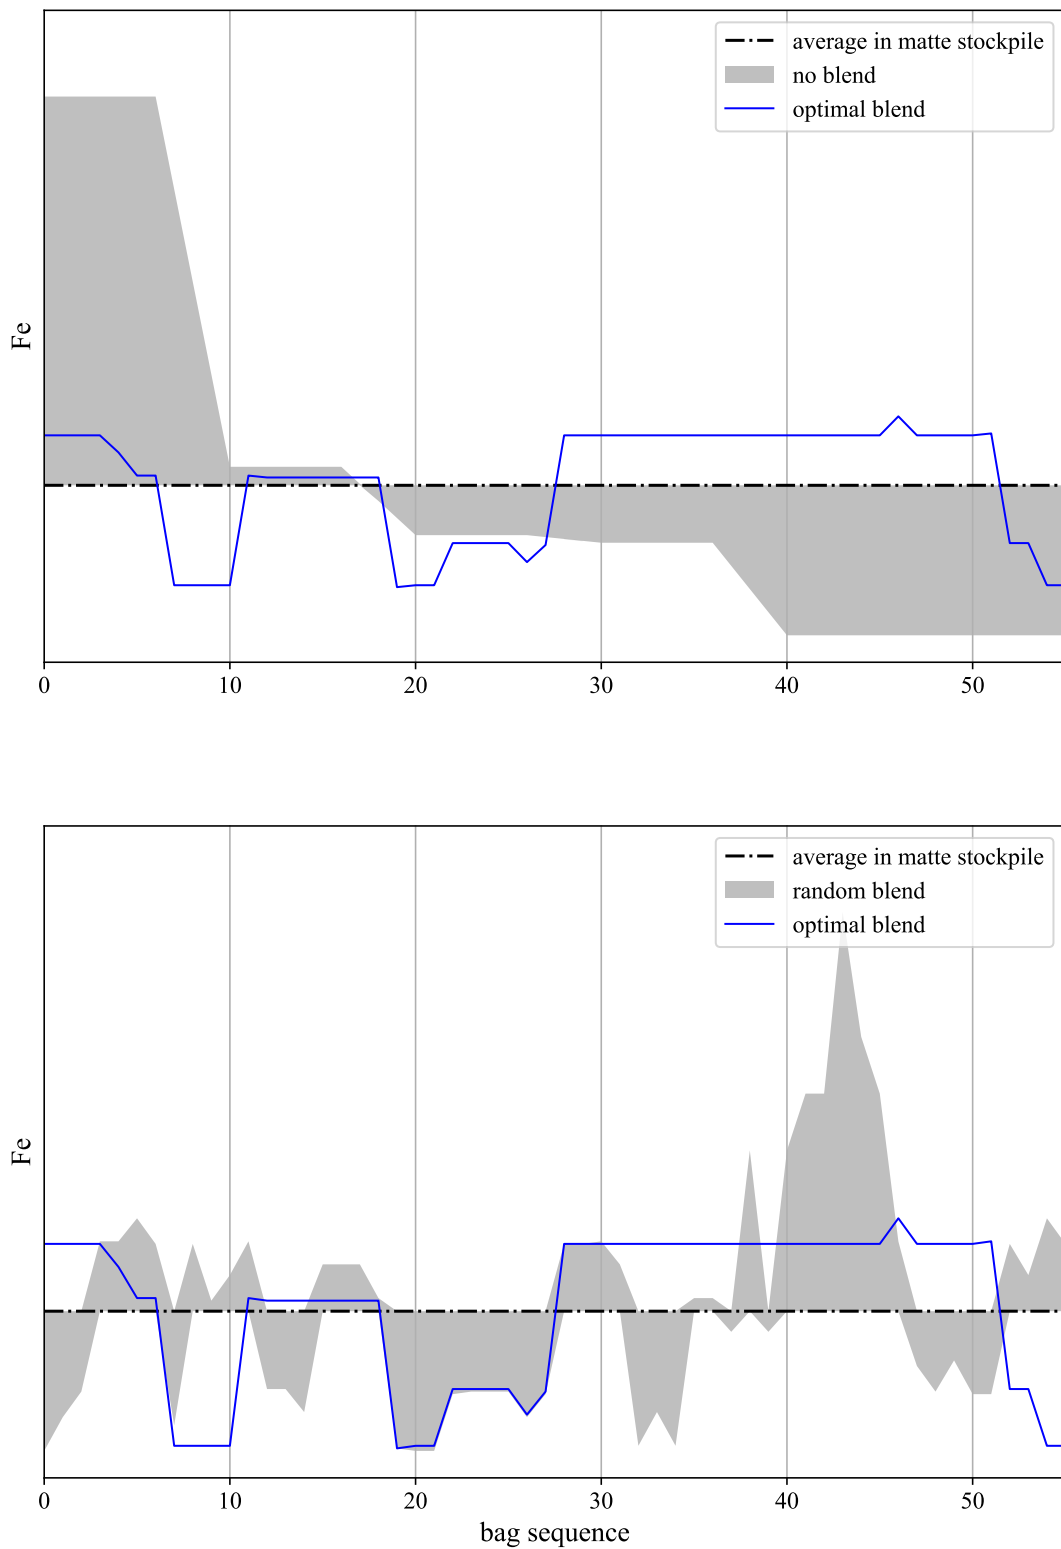 average in matte stockpile
no blend
optimal blend
Fe
0 10 20 30 40 50
average in matte stockpile
random blend
optimal blend
Fe
0 10 20 30 40 50
bag sequence